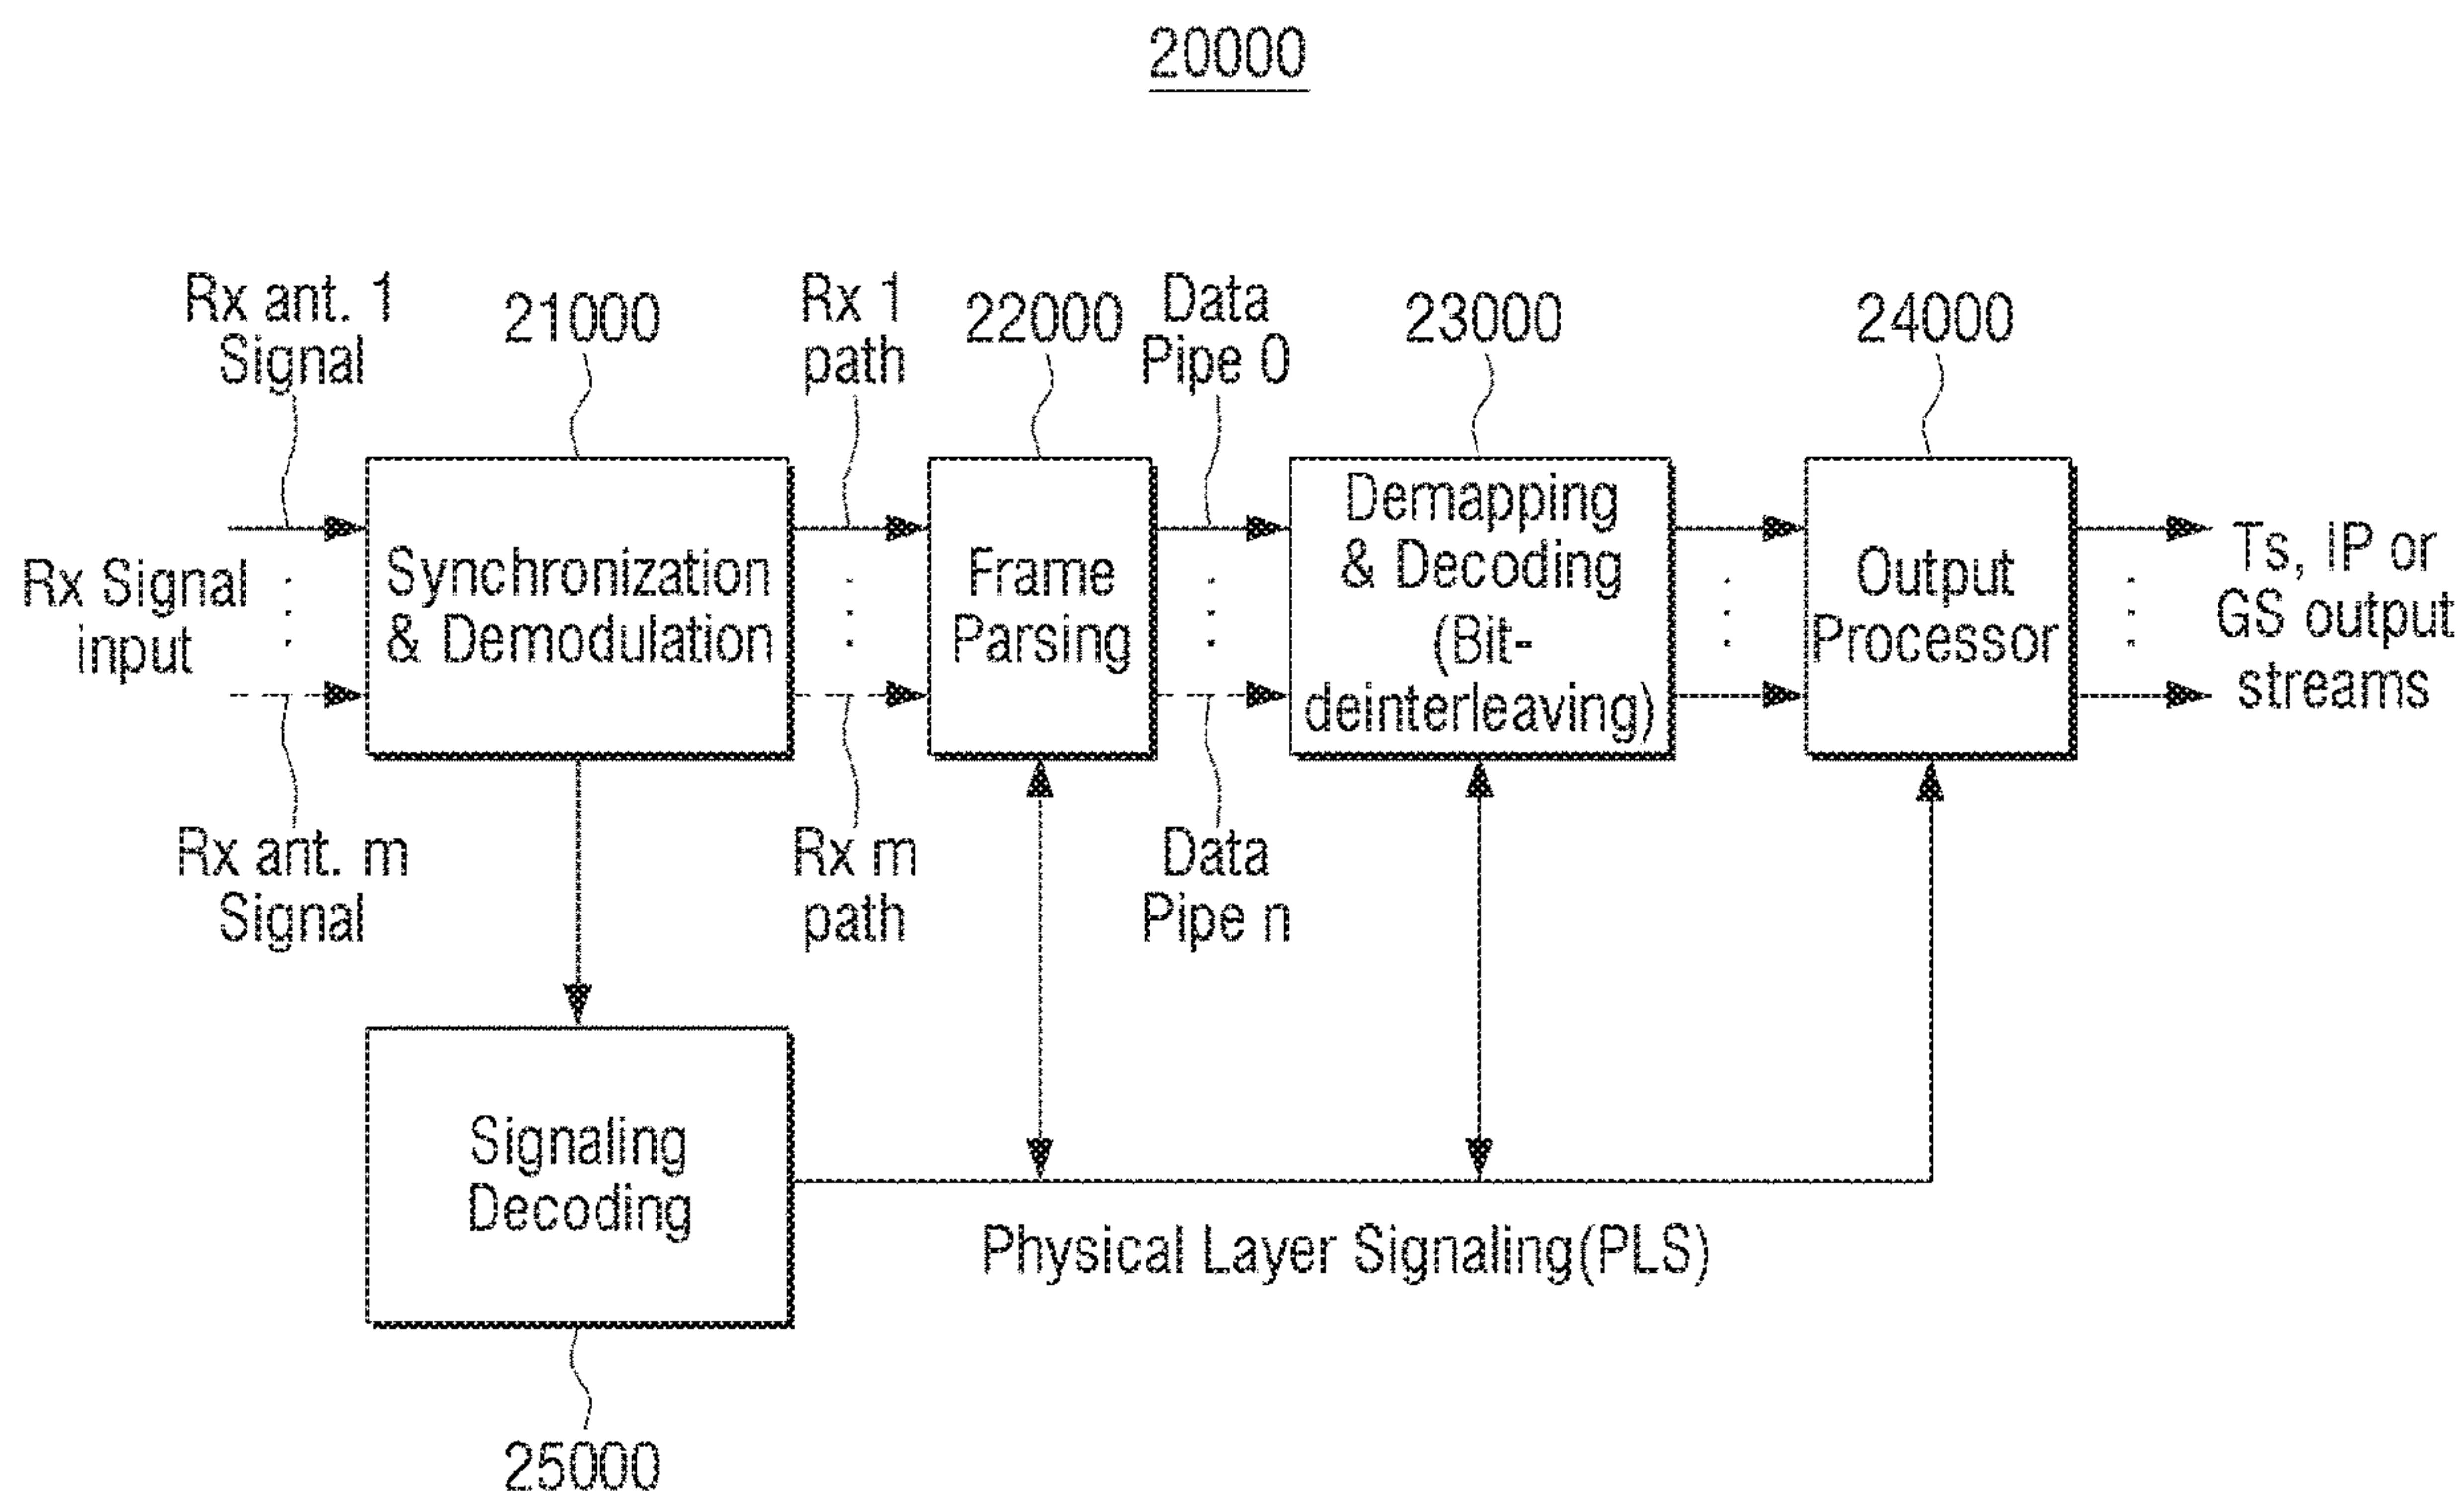 20000
Rx ant. 1
Signal
21000
Rx 1
path
22000
Data
Pipe 0
23000
24000
Rx Signal
input
Synchronization
& Demodulation
Frame
Parsing
Demapping
& Decoding
(Bit-
deinterleaving)
Output
Processor
Ts, IP or
GS output
streams
Rx ant. m
Signal
Rx m
path
Data
Pipe n
Signaling
Decoding
Physical Layer Signaling(PLS)
25000